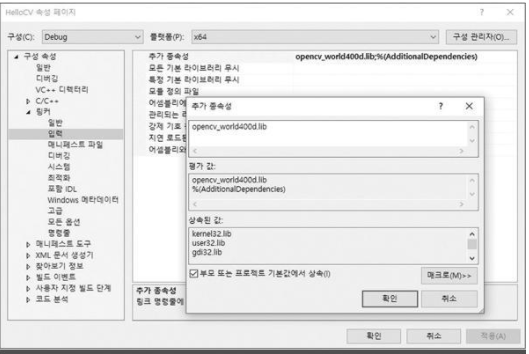 HelloCV 속성 페이지 ? ×
구성(C): Debug 플랫폼(P): x64 구성 관리자(O)...
구성 속성
일반
디버깅
VC++ 디렉터리
C/C++
링커
일반
입력
매니페스트 파일
디버깅
시스템
최적화
포함 IDL
Windows 메타데이터
고급
모든 옵션
명령줄
매니페스트 도구
XML 문서 생성기
찾아보기 정보
빌드 이벤트
사용자 지정 빌드 단계
코드 분석
추가 종속성 opencv_world400d.lib;%(AdditionalDependencies)
모든 기본 라이브러리 무시
특정 기본 라이브러리 무시
모듈 정의 파일
어셈블리에
관리되는
강제 기호
지연 로드된
어셈블리와
추가 종속성 ? ×
opencv_world400d.lib
평가 값:
opencv_world400d.lib
%(AdditionalDependencies)
상속된 값:
kernel32.lib
user32.lib
gdi32.lib
부모 또는 프로젝트 기본값에서 상속(I)
매크로(M)>>
확인 취소
추가 종속성
링크 명령줄에
확인 취소 적용(A)